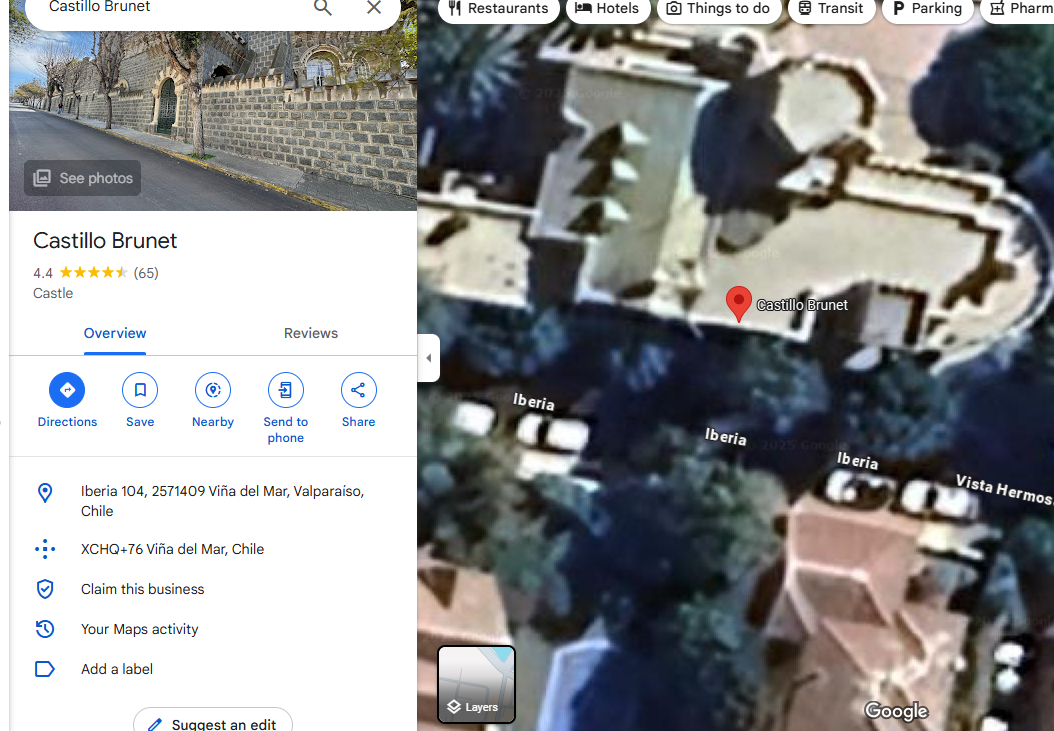 Castillo Brunet
Restaurants
Hotels
Things to do
Transit
Parking
Pharm
See photos
Castillo Brunet
4.4 (65)
Castle
Overview
Reviews
Directions
Save
Nearby
Send to
phone
Share
Iberia 104, 2571409 Viña del Mar, Valparaíso,
Chile
XCHQ+76 Viña del Mar, Chile
Claim this business
Your Maps activity
Add a label
Suggest an edit
Castillo Brunet
Iberia
Iberia
Iberia
Vista Hermos
Layers
Google